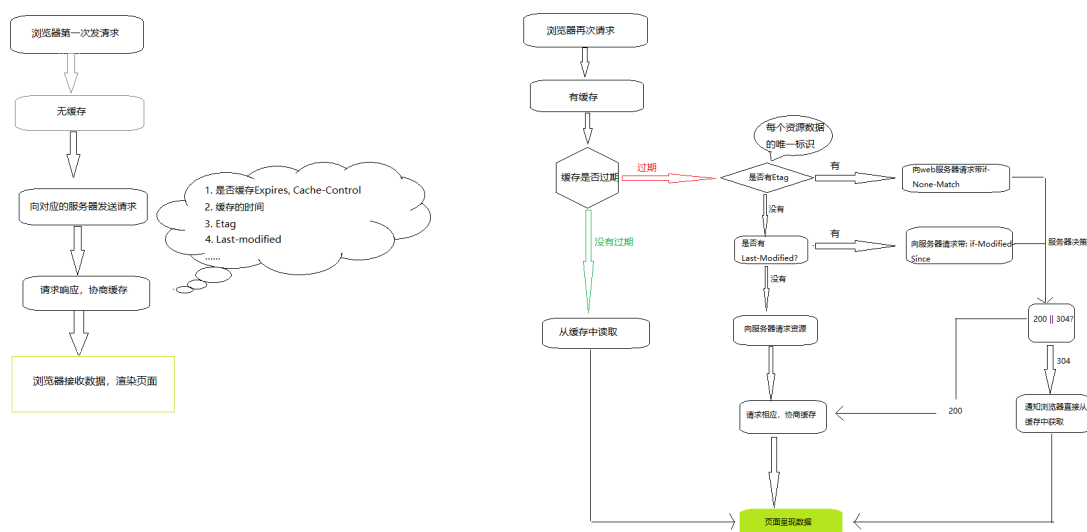 浏览器第一次发清求
无缓存
向对应的服务器发送请求
请求响应，协商缓存
浏览器接收数据，渲染页面
1. 是否缓存Expires, Cache-Control
2. 缓存的时间
3. Etag
4. Last-modified
......
浏览器再次请求
有缓存
缓存是否过期
过期
没有过期
从缓存中读取
每个资源数据
的唯一标识
是否有Etag
有
向web服务器请求带if-
None-Match
没有
是否有
Last-Modified?
有
向服务器请求带: if-Modified-
Since
服务器决策
没有
向服务器请求资源
200 || 304?
304
200
请求相应，协商缓存
通知浏览器直接从
缓存中获取
页面呈现数据